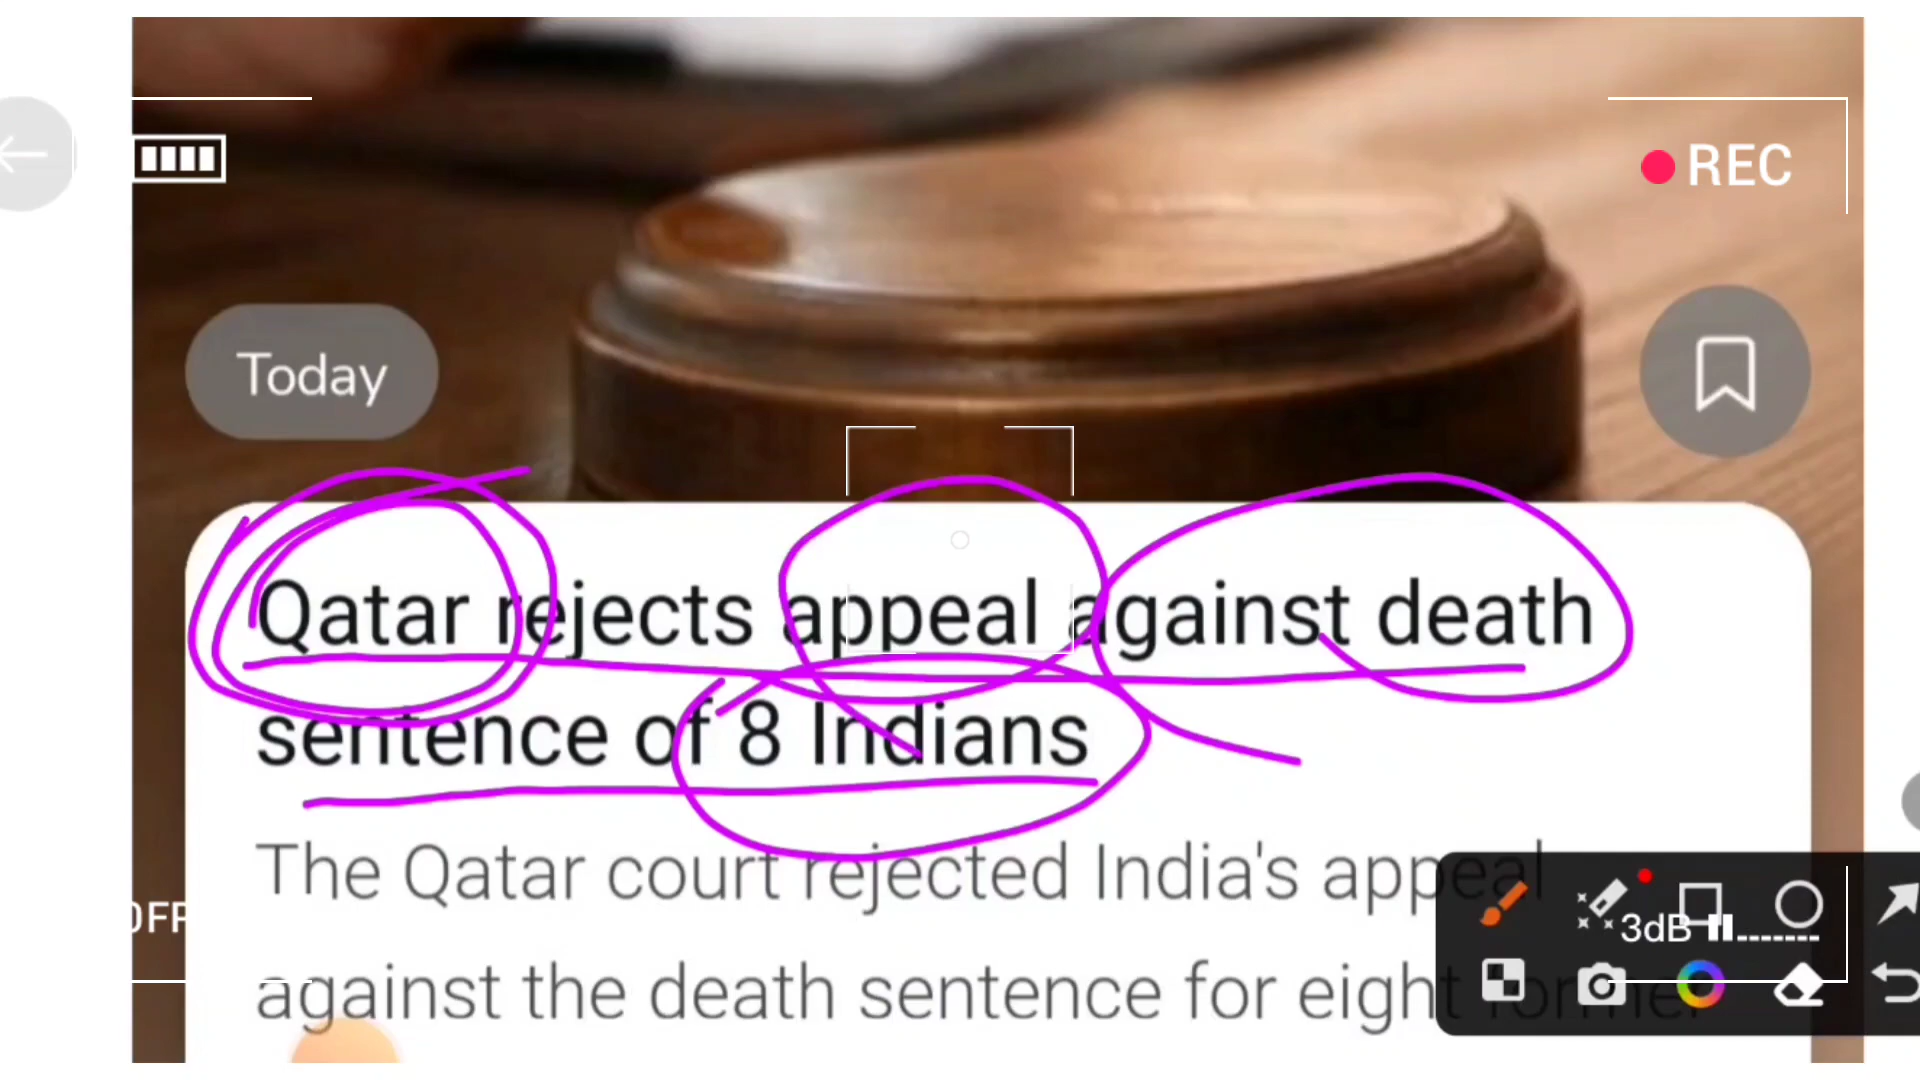 REC
Today
Qatar rejects appeal against death
sentence of 8 Indians
The Qatar court rejected India's appeal
against the death sentence for eight former
3dB